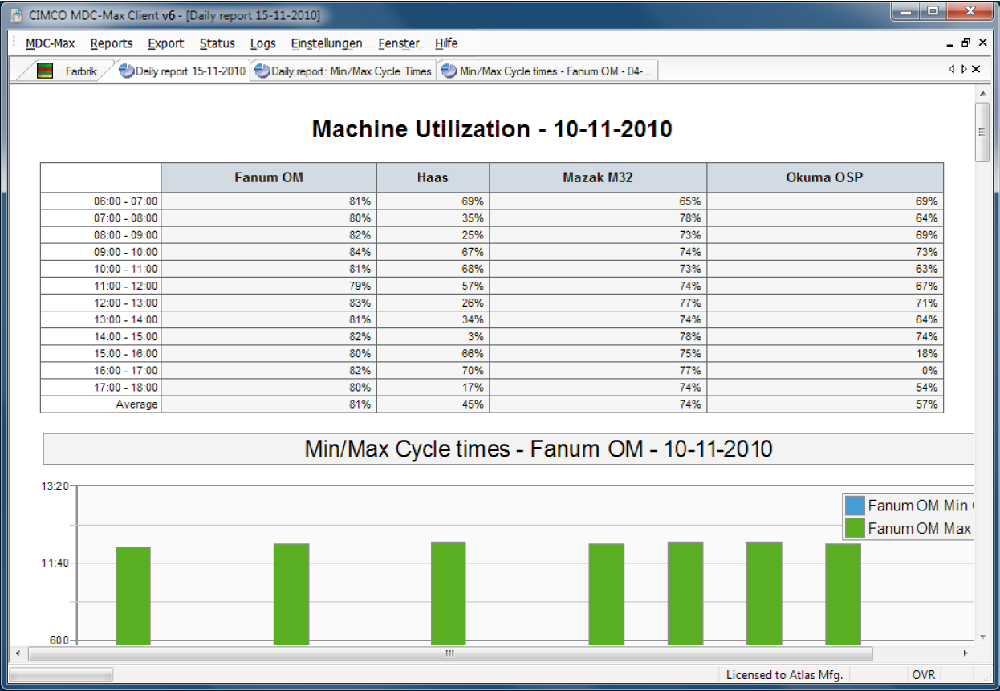 CIMCO MDC-Max Client v6 - [Daily report 15-11-2010]
MDC-Max Reports Export Status Logs Einstellungen Fenster Hilfe
Farbrik Daily report 15-11-2010 Daily report: Min/Max Cycle Times Min/Max Cycle times - Fanum OM - 04-...
Machine Utilization - 10-11-2010
Fanum OM Haas Mazak M32 Okuma OSP
06:00 - 07:00 81% 69% 65% 69%
07:00 - 08:00 80% 35% 78% 64%
08:00 - 09:00 82% 25% 73% 69%
09:00 - 10:00 84% 67% 74% 73%
10:00 - 11:00 81% 68% 73% 63%
11:00 - 12:00 79% 57% 74% 67%
12:00 - 13:00 83% 26% 77% 71%
13:00 - 14:00 81% 34% 74% 64%
14:00 - 15:00 82% 3% 78% 74%
15:00 - 16:00 80% 66% 75% 18%
16:00 - 17:00 82% 70% 77% 0%
17:00 - 18:00 80% 17% 74% 54%
Average 81% 45% 74% 57%
Min/Max Cycle times - Fanum OM - 10-11-2010
13:20
Fanum OM Min
Fanum OM Max
11:40
600
Licensed to Atlas Mfg. OVR